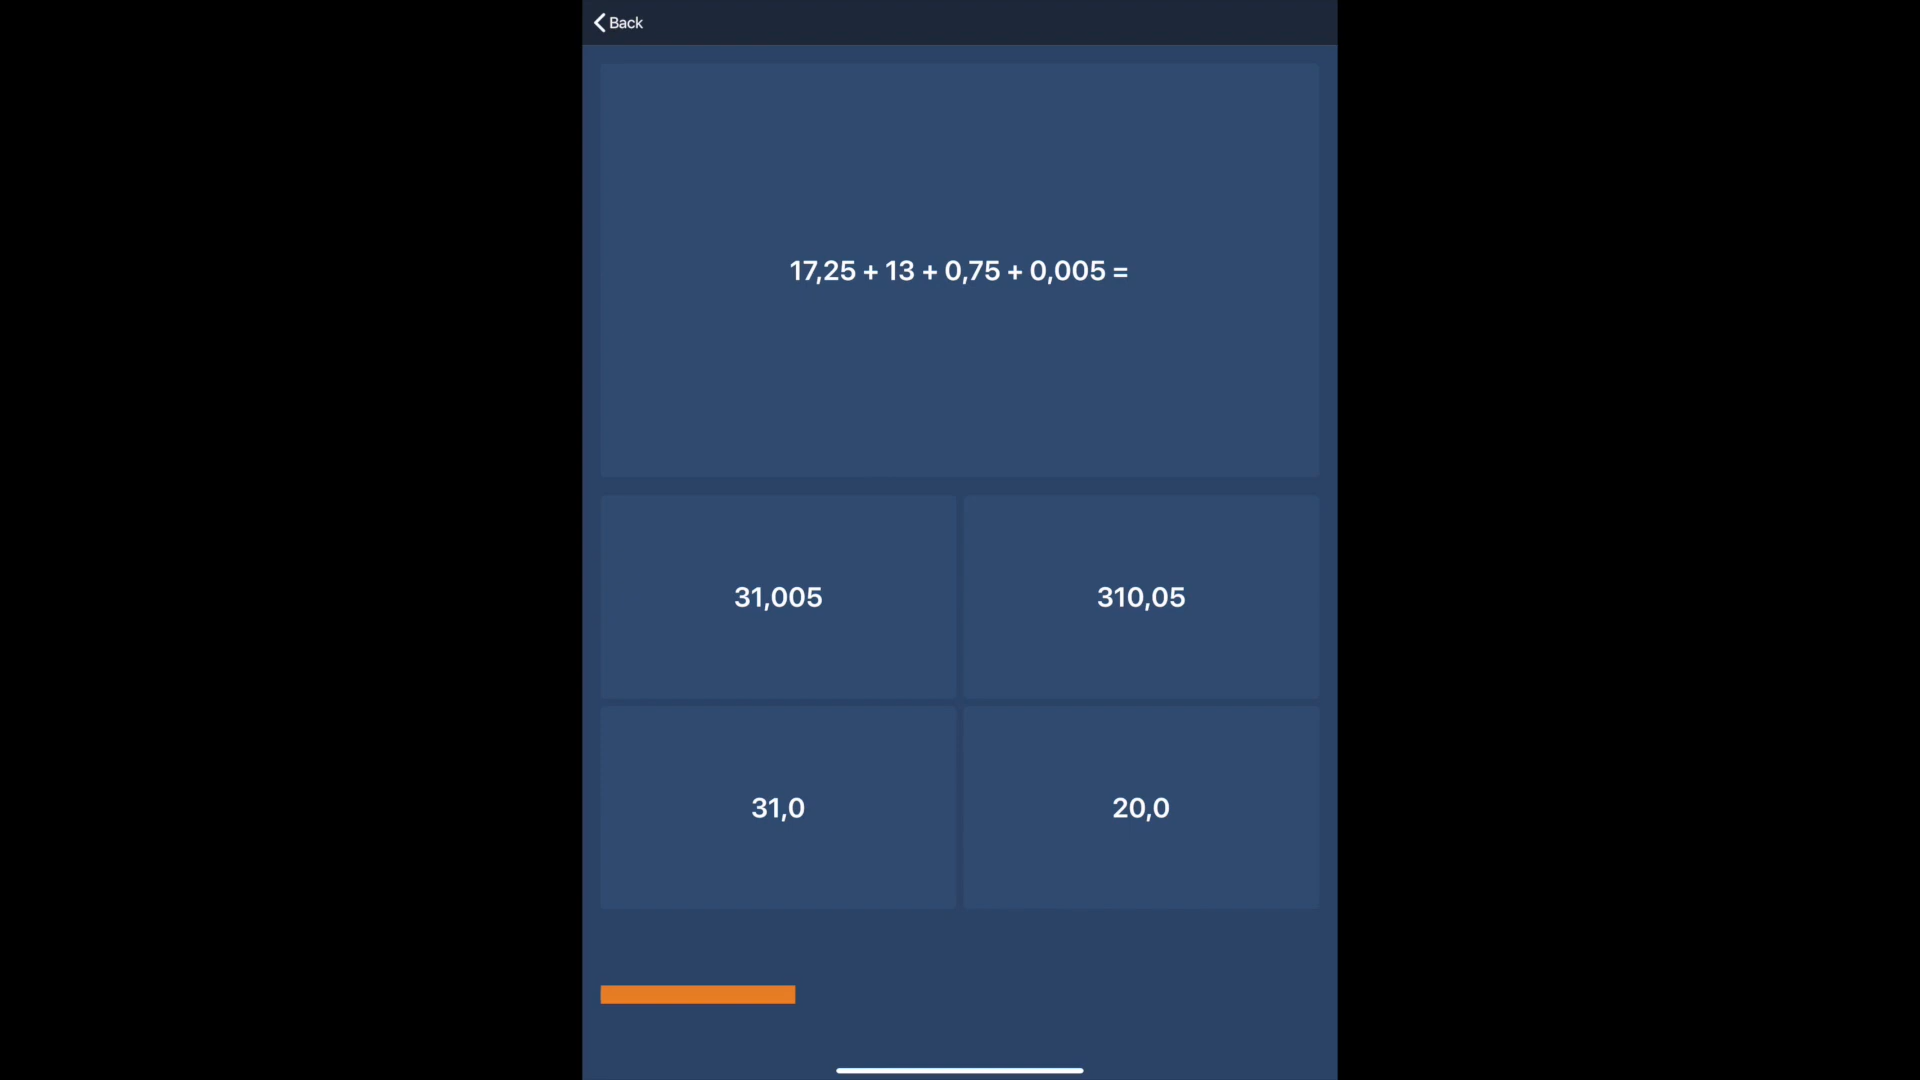 Back
17,25 + 13 + 0,75 + 0,005 =
31,005
310,05
31,0
20,0